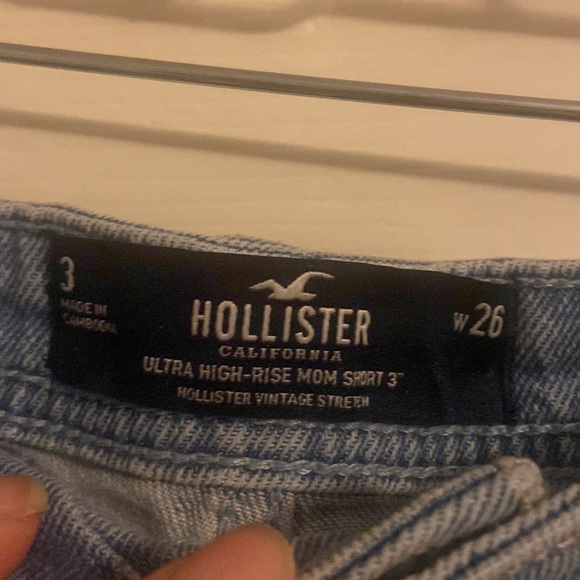 3
MADE IN
CAMBODIA
HOLLISTER
CALIFORNIA
ULTRA HIGH-RISE MOM SHORT 3"
HOLLISTER VINTAGE STRETCH
W 26